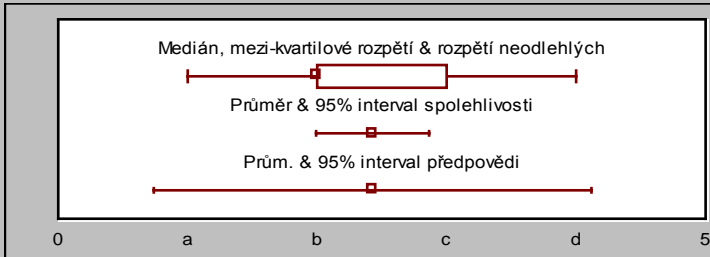 Medián, mezi-kvartilové rozpětí & rozpětí neodlehlých
Průměr & 95% interval spolehlivosti
Prům. & 95% interval předpovědi
0 a b c d 5